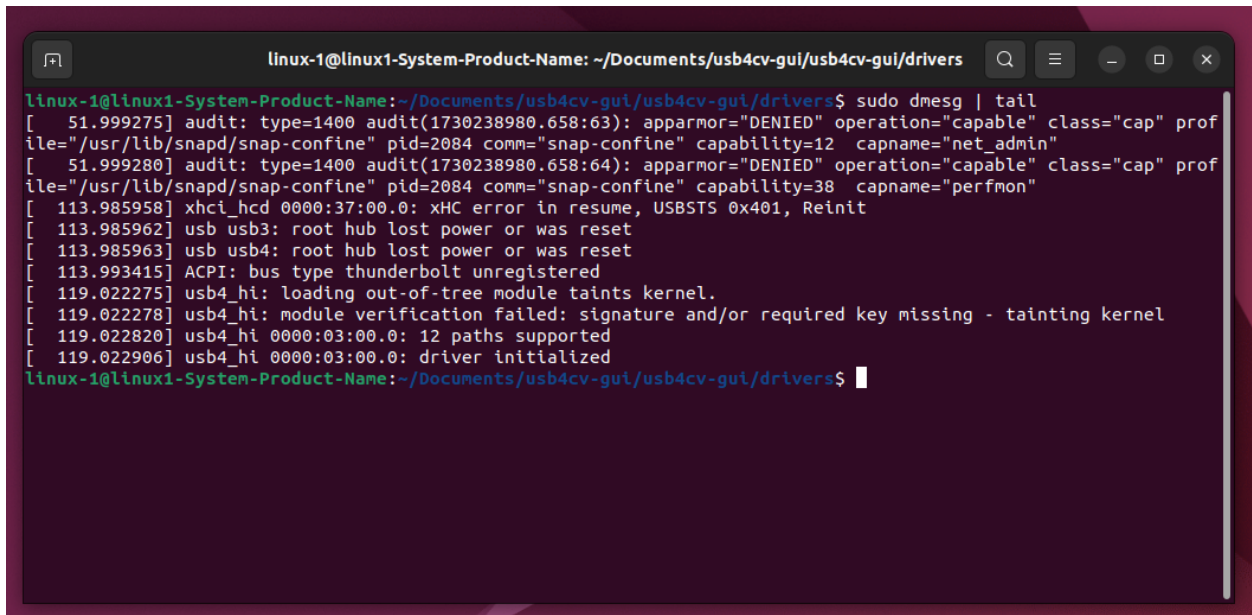 linux-1@linux1-System-Product-Name: ~/Documents/usb4cv-gui/usb4cv-gui/drivers
linux-1@linux1-System-Product-Name:~/Documents/usb4cv-gui/usb4cv-gui/drivers$ sudo dmesg | tail
[   51.999275] audit: type=1400 audit(1730238980.658:63): apparmor="DENIED" operation="capable" class="cap" prof
ile="/usr/lib/snapd/snap-confine" pid=2084 comm="snap-confine" capability=12  capname="net_admin"
[   51.999280] audit: type=1400 audit(1730238980.658:64): apparmor="DENIED" operation="capable" class="cap" prof
ile="/usr/lib/snapd/snap-confine" pid=2084 comm="snap-confine" capability=38  capname="perfmon"
[  113.985958] xhci_hcd 0000:37:00.0: xHC error in resume, USBSTS 0x401, Reinit
[  113.985962] usb usb3: root hub lost power or was reset
[  113.985963] usb usb4: root hub lost power or was reset
[  113.993415] ACPI: bus type thunderbolt unregistered
[  119.022275] usb4_hi: loading out-of-tree module taints kernel.
[  119.022278] usb4_hi: module verification failed: signature and/or required key missing - tainting kernel
[  119.022820] usb4_hi 0000:03:00.0: 12 paths supported
[  119.022906] usb4_hi 0000:03:00.0: driver initialized
linux-1@linux1-System-Product-Name:~/Documents/usb4cv-gui/usb4cv-gui/drivers$